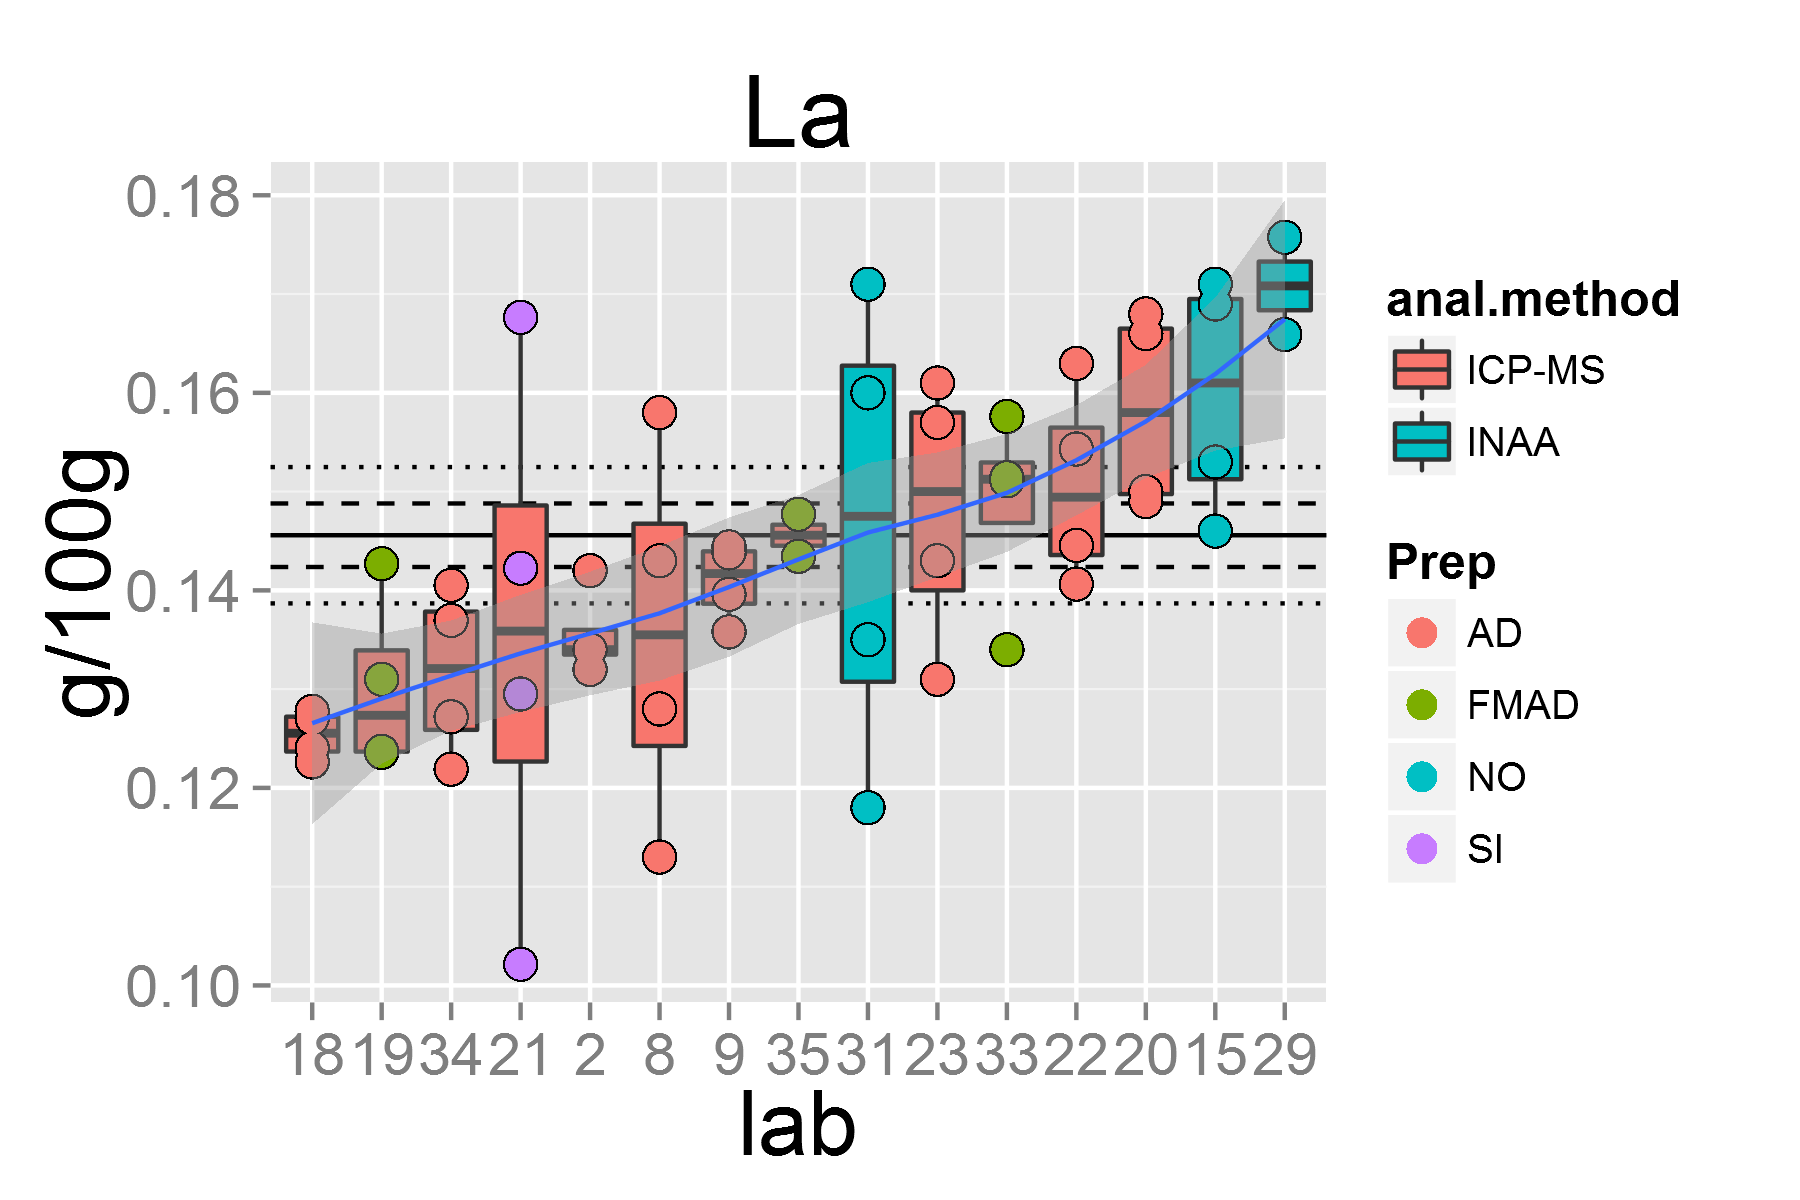 La
0.18
0.16
0.14
0.12
0.10
g/100g
18 19 34 21 2 8 9 35 31 23 33 22 20 15 29
lab
anal.method
ICP-MS
INAA
Prep
AD
FMAD
NO
SI